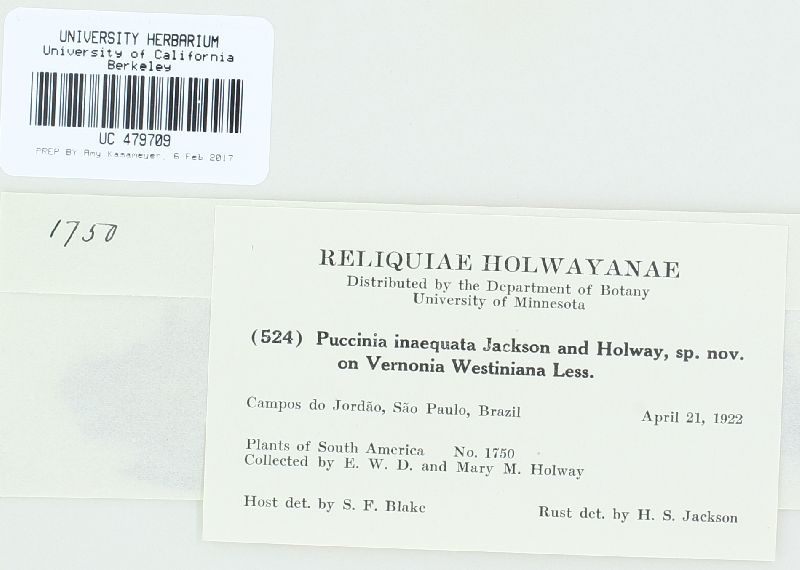 UNIVERSITY HERBARIUM
University of California
Berkeley
UC 479709
PREP BY Amy Kasameyer, 6 Feb 2017
1750
RELIQUIAE HOLWAYANAE
Distributed by the Department of Botany
University of Minnesota
(524) Puccinia inaequata Jackson and Holway, sp. nov.
on Vernonia Westiniana Less.
Campos do Jordão, São Paulo, Brazil April 21, 1922
Plants of South America No. 1750
Collected by E. W. D. and Mary M. Holway
Host det. by S. F. Blake Rust det. by H. S. Jackson